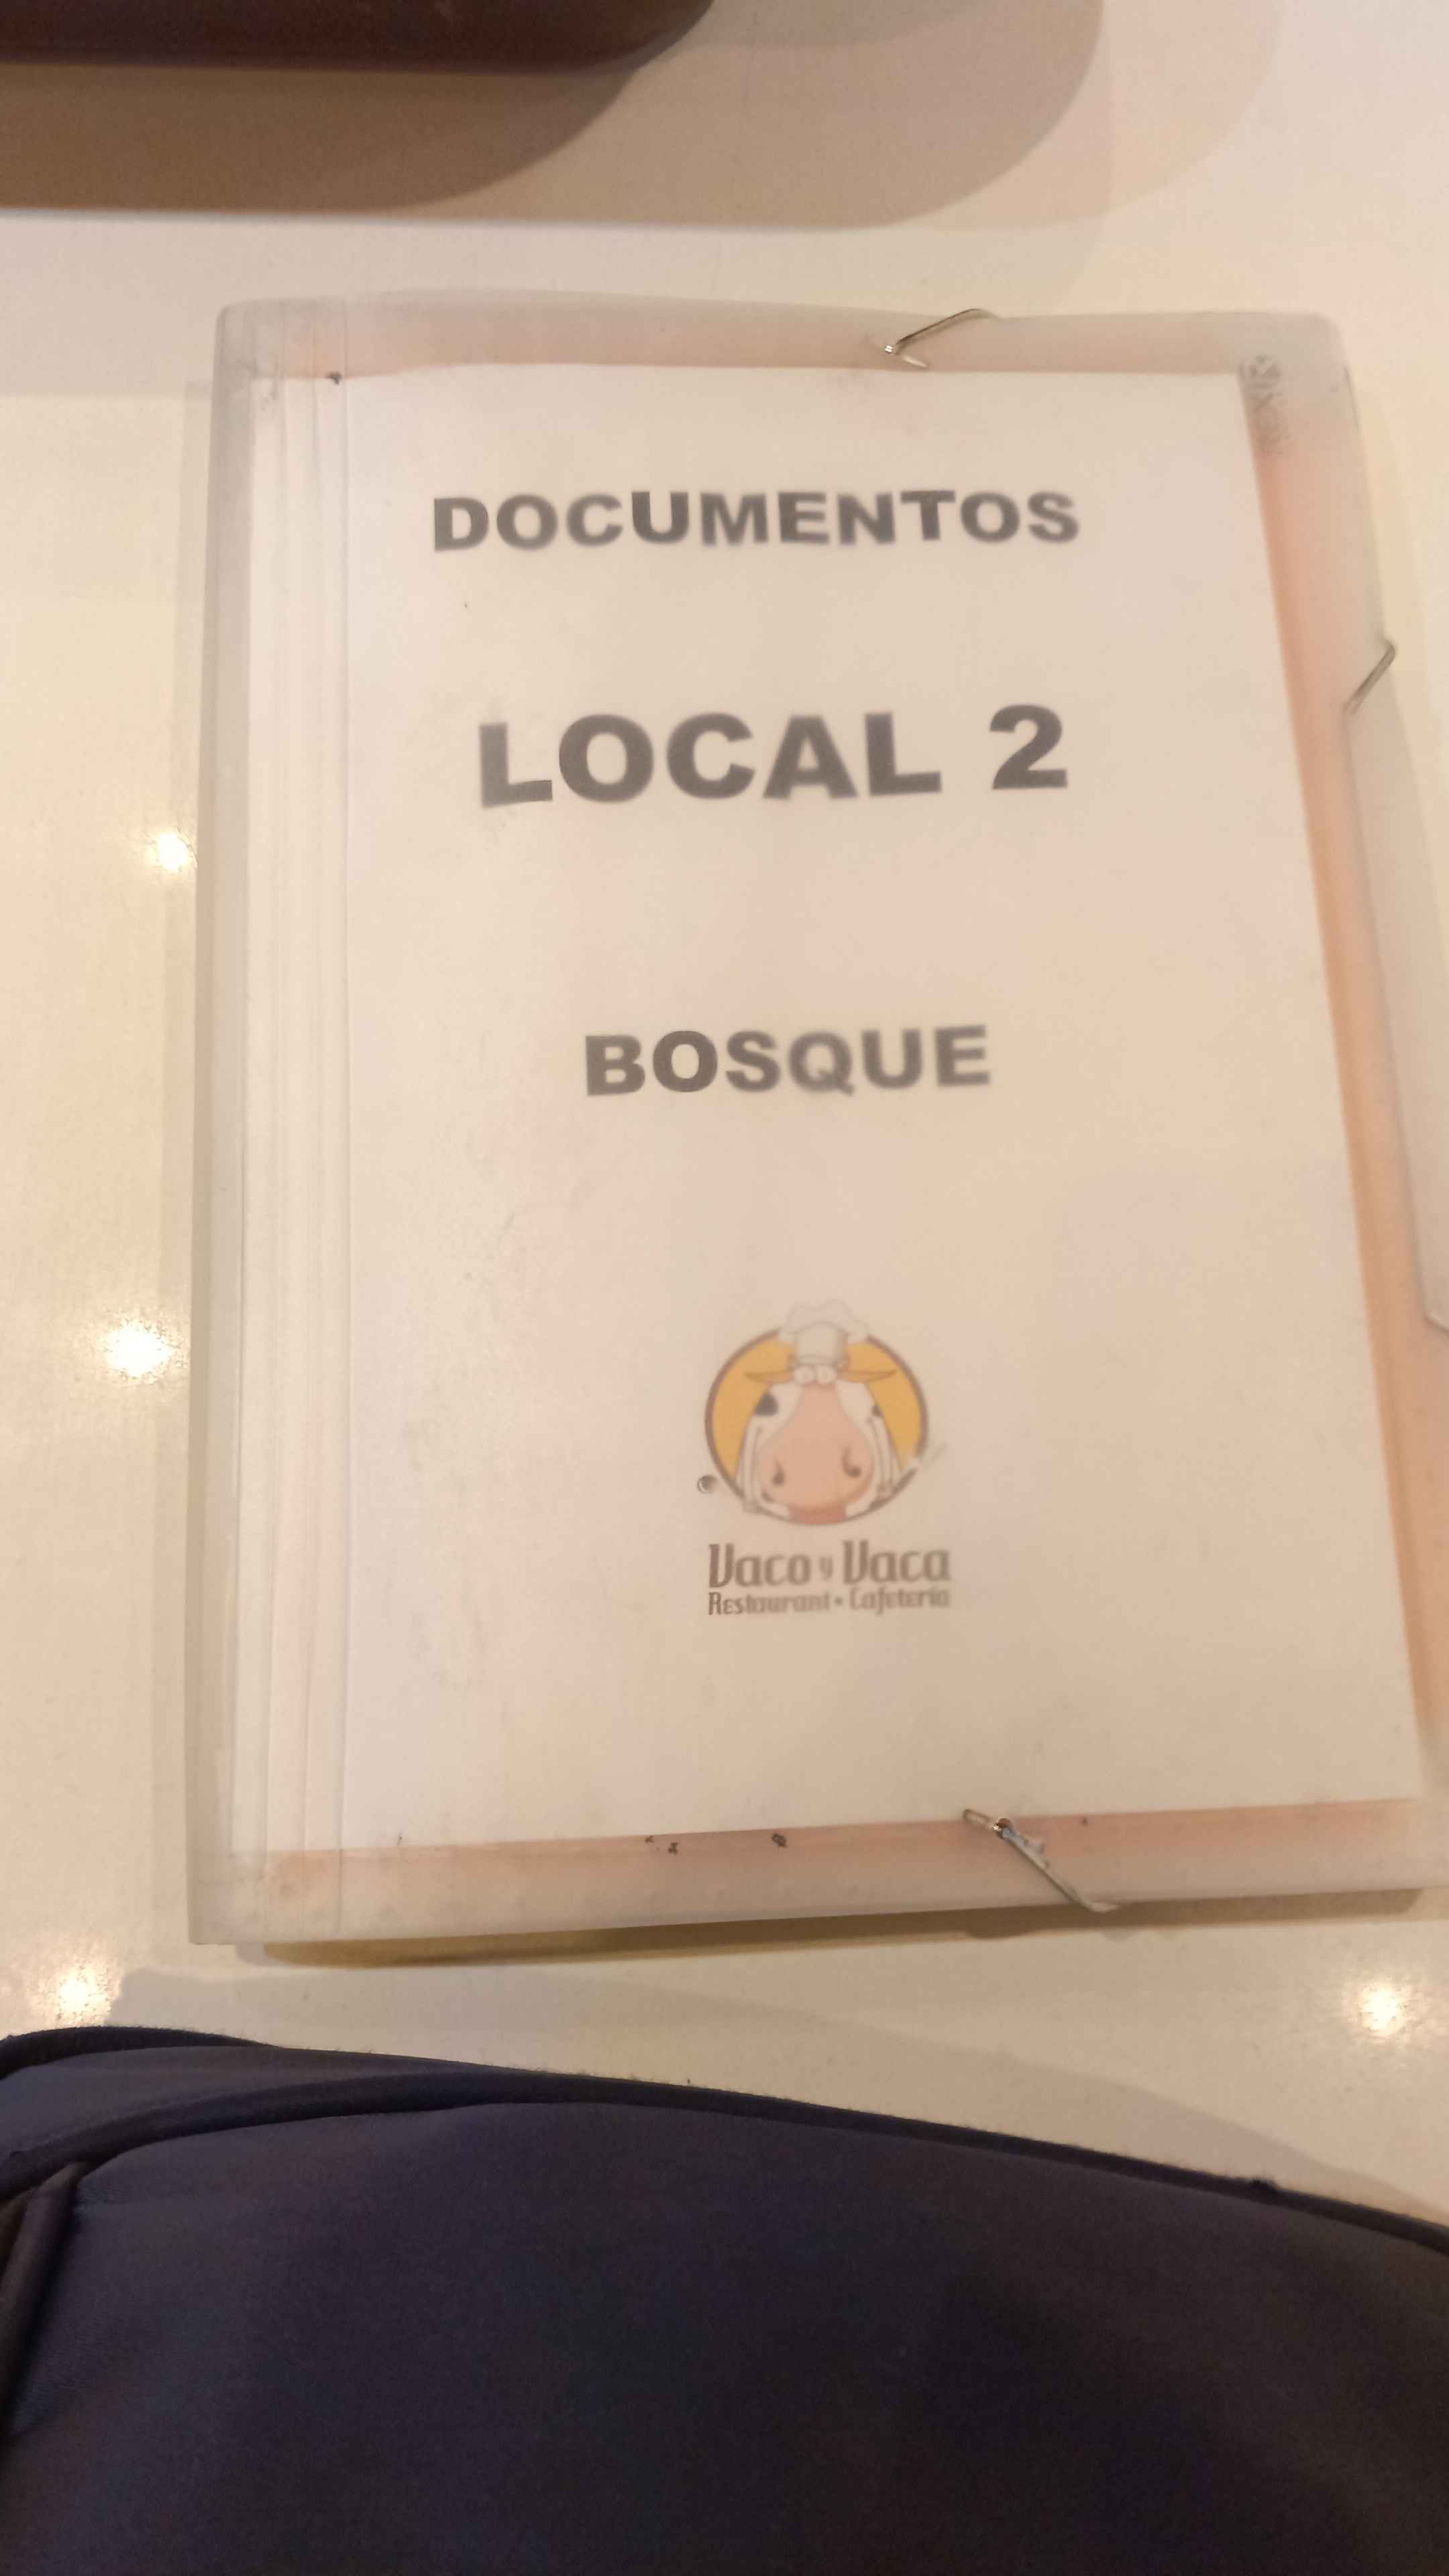 DOCUMENTOS
LOCAL 2
BOSQUE
Vaco y Vaca
Restaurant • Cafetería